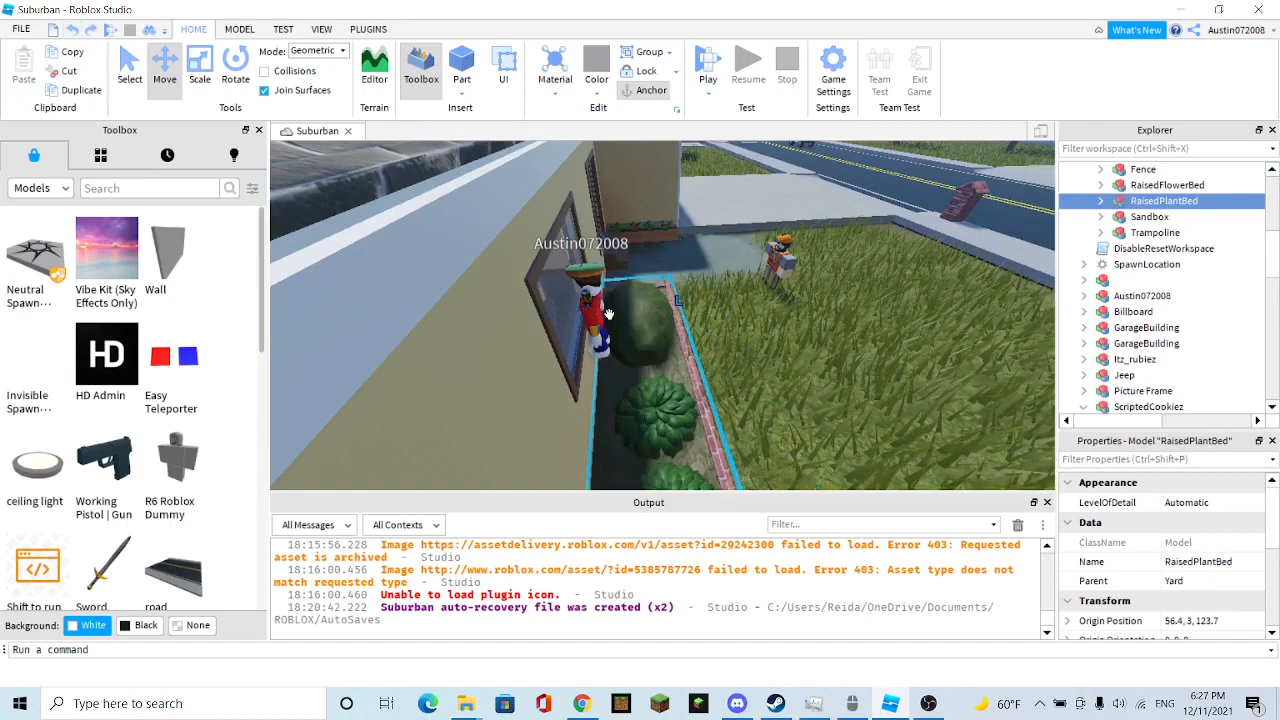 Suburban - Roblox Studio
FILE HOME MODEL TEST VIEW PLUGINS What's New Austin072008
Paste Copy Cut Duplicate Clipboard
Select Move Scale Rotate Mode: Geometric Collisions Join Surfaces Tools
Editor Terrain
Toolbox Part UI Insert
Material Color Group Lock Anchor Edit
Play Resume Stop Test
Game Settings Settings
Team Test Exit Game Team Test
Toolbox
Models Search
Neutral Spawn... Vibe Kit (Sky Effects Only) Wall
HD
Invisible Spawn... HD Admin Easy Teleporter
ceiling light Working Pistol | Gun R6 Roblox Dummy
Shift to run Sword road
Background: White Black None
Suburban
Austin072008
L
Output
All Messages All Contexts Filter...
18:15:56.228 Image https://assetdelivery.roblox.com/v1/asset?id=29242300 failed to load. Error 403: Requested
asset is archived - Studio
18:16:00.456 Image http://www.roblox.com/asset/?id=5385787726 failed to load. Error 403: Asset type does not
match requested type - Studio
18:16:00.460 Unable to load plugin icon. - Studio
18:20:42.222 Suburban auto-recovery file was created (x2) - Studio - C:/Users/Reida/OneDrive/Documents/
ROBLOX/AutoSaves
Explorer
Filter workspace (Ctrl+Shift+X)
Fence
RaisedFlowerBed
RaisedPlantBed
Sandbox
Trampoline
DisableResetWorkspace
SpawnLocation
Austin072008
Billboard
GarageBuilding
GarageBuilding
Itz_rubiez
Jeep
Picture Frame
ScriptedCookiez
Properties - Model "RaisedPlantBed"
Filter Properties (Ctrl+Shift+P)
Appearance
LevelOfDetail Automatic
Data
ClassName Model
Name RaisedPlantBed
Parent Yard
Transform
Origin Position 56.4, 3, 123.7
Origin Orientation 0, 0, 0
Run a command
Type here to search
60°F
12:21 PM
12/11/2021